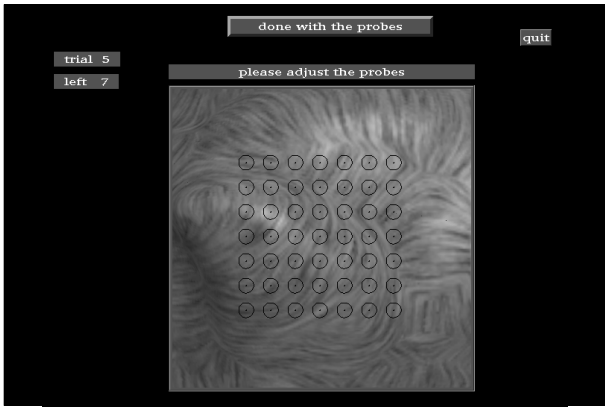 done with the probes
quit
trial 5
left 7
please adjust the probes